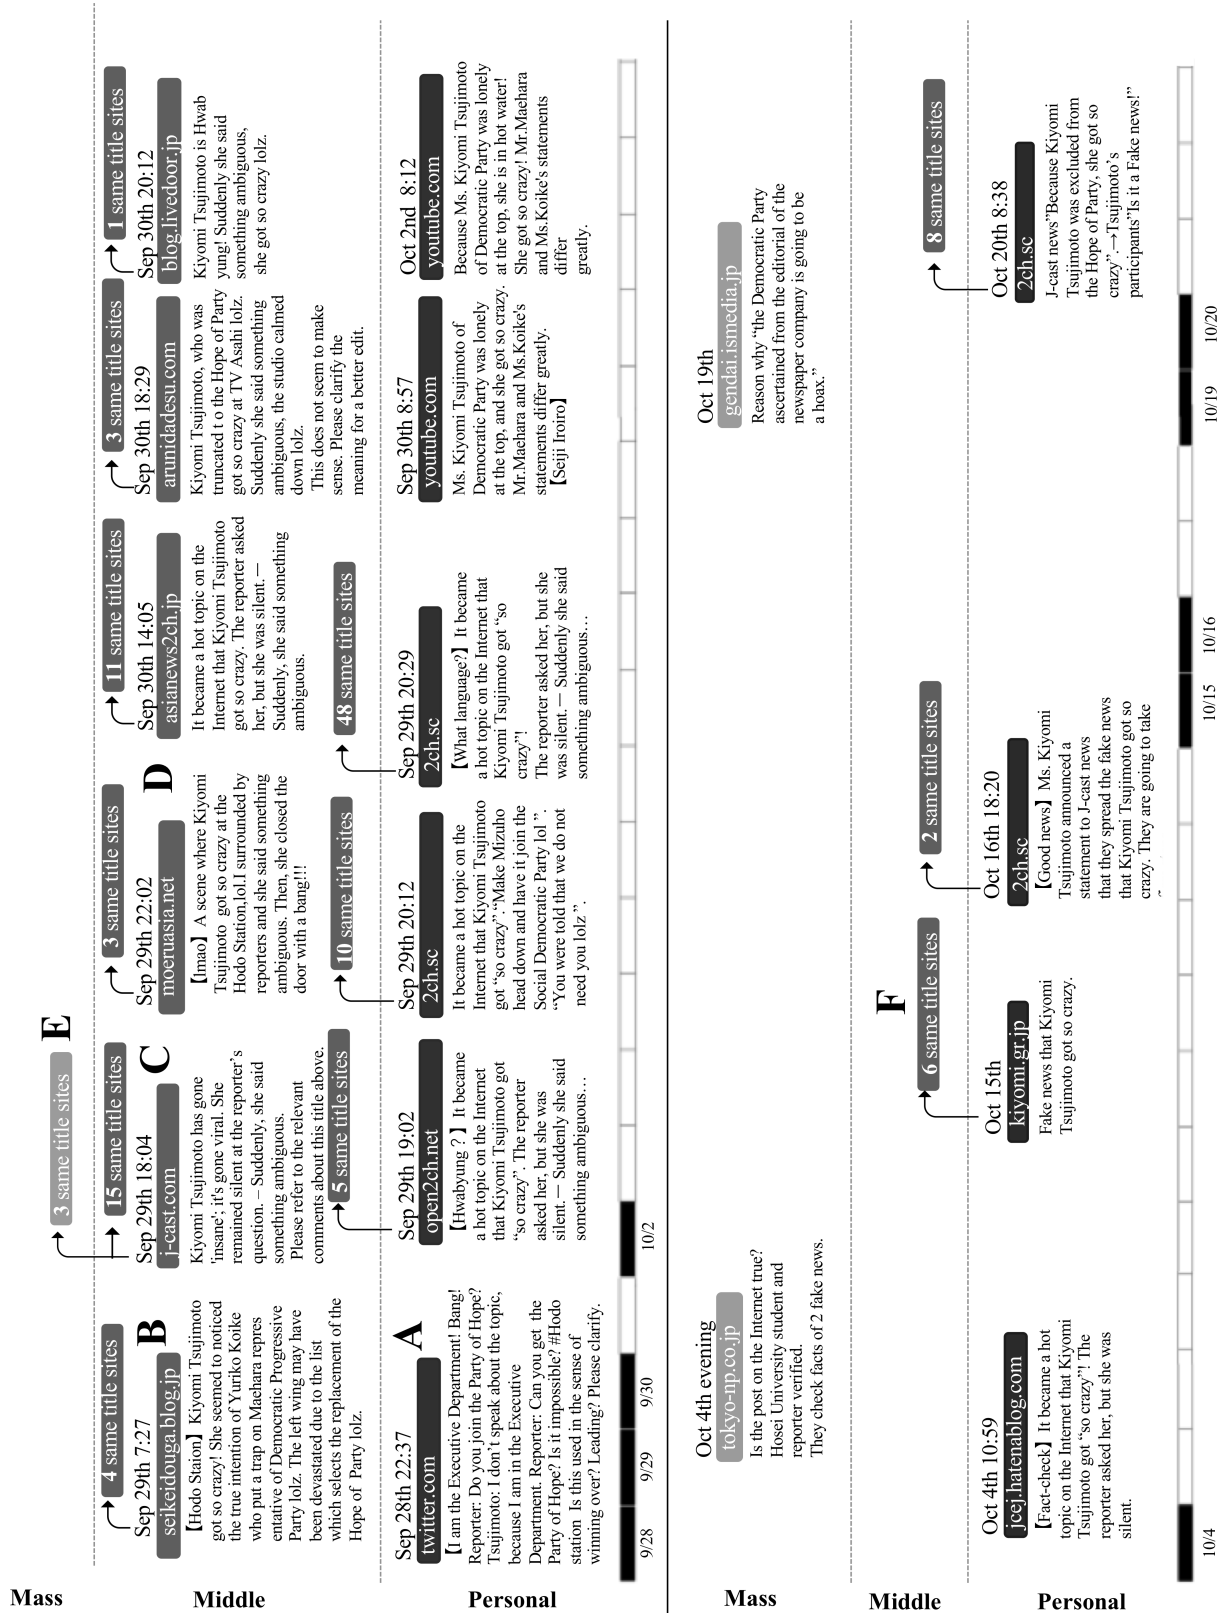 Mass
3 same title sites
E
Middle
4 same title sites
Sep 29th 7:27
seikeidouga.blog.jp
B
【Hodo Staion】Kiyomi Tsujimoto
got so crazy! She seemed to noticed
the true intention of Yuriko Koike
who put a trap on Maehara repres
entative of Democratic Progressive
Party lolz. The left wing may have
been devastated due to the list
which selects the replacement of the
Hope of Party lolz.
15 same title sites
Sep 29th 18:04
j-cast.com
C
Kiyomi Tsujimoto has gone
'insane'; it's gone viral. She
remained silent at the reporter's
question. – Suddenly, she said
something ambiguous.
Please refer to the relevant
comments about this title above.
3 same title sites
Sep 29th 22:02
moeruasia.net
D
【lmao】A scene where Kiyomi
Tsujimoto got so crazy at the
Hodo Station,lol.I surrounded by
reporters and she said something
ambiguous. Then, she closed the
door with a bang!!!
11 same title sites
Sep 30th 14:05
asianews2ch.jp
It became a hot topic on the
Internet that Kiyomi Tsujimoto
got so crazy. The reporter asked
her, but she was silent.―
Suddenly, she said something
ambiguous.
3 same title sites
Sep 30th 18:29
arunidadesu.com
Kiyomi Tsujimoto, who was
truncated t o the Hope of Party
got so crazy at TV Asahi lolz.
Suddenly she said something
ambiguous, the studio calmed
down lolz.
This does not seem to make
sense. Please clarify the
meaning for a better edit.
1 same title sites
Sep 30th 20:12
blog.livedoor.jp
Kiyomi Tsujimoto is Hwab
yung! Suddenly she said
something ambiguous,
she got so crazy lolz.
Personal
Sep 28th 22:37
twitter.com
A
【I am the Executive Department! Bang!
Reporter: Do you join the Party of Hope?
Tsujimoto: I don't speak about the topic,
because I am in the Executive
Department. Reporter: Can you get the
Party of Hope? Is it impossible? #Hodo
station Is this used in the sense of
winning over? Leading? Please clarify.
5 same title sites
Sep 29th 19:02
open2ch.net
【Hwabyung？】It became
a hot topic on the Internet
that Kiyomi Tsujimoto got
“so crazy”. The reporter
asked her, but she was
silent.― Suddenly she said
something ambiguous…
10 same title sites
Sep 29th 20:12
2ch.sc
It became a hot topic on the
Internet that Kiyomi Tsujimoto
got “so crazy”.“Make Mizuho
head down and have it join the
Social Democratic Party lol ”.
“You were told that we do not
need you lolz”.
48 same title sites
Sep 29th 20:29
2ch.sc
【What language?】It became
a hot topic on the Internet that
Kiyomi Tsujimoto got “so
crazy”!
The reporter asked her, but she
was silent.― Suddenly she said
something ambiguous…
Sep 30th 8:57
youtube.com
Ms. Kiyomi Tsujimoto of
Democratic Party was lonely
at the top, and she got so crazy.
Mr.Maehara and Ms.Koike's
statements differ greatly.
【Seiji Iroiro】
Oct 2nd 8:12
youtube.com
Because Ms. Kiyomi Tsujimoto
of Democratic Party was lonely
at the top, she is in hot water!
She got so crazy! Mr.Maehara
and Ms.Koike's statements
differ
greatly.
9/28
9/29
9/30
10/2
Mass
Oct 4th evening
tokyo-np.co.jp
Is the post on the Internet true?
Hosei University student and
reporter verified.
They check facts of 2 fake news.
Oct 19th
gendai.ismedia.jp
Reason why “the Democratic Party
ascertained from the editorial of the
newspaper company is going to be
a hoax.”
Middle
F
6 same title sites
2 same title sites
8 same title sites
Personal
Oct 4th 10:59
jcej.hatenablog.com
【Fact-check】It became a hot
topic on the Internet that Kiyomi
Tsujimoto got “so crazy”! The
reporter asked her, but she was
silent.
Oct 15th
kiyomi.gr.jp
Fake news that Kiyomi
Tsujimoto got so crazy.
Oct 16th 18:20
2ch.sc
【Good news】Ms. Kiyomi
Tsujimoto announced a
statement to J-cast news
that they spread the fake news
that Kiyomi Tsujimoto got so
crazy. They are going to take
Oct 20th 8:38
2ch.sc
J-cast news”Because Kiyomi
Tsujimoto was excluded from
the Hope of Party, she got so
crazy”.→Tsujimoto's
participants”Is it a Fake news!”
10/4
10/15
10/16
10/19
10/20